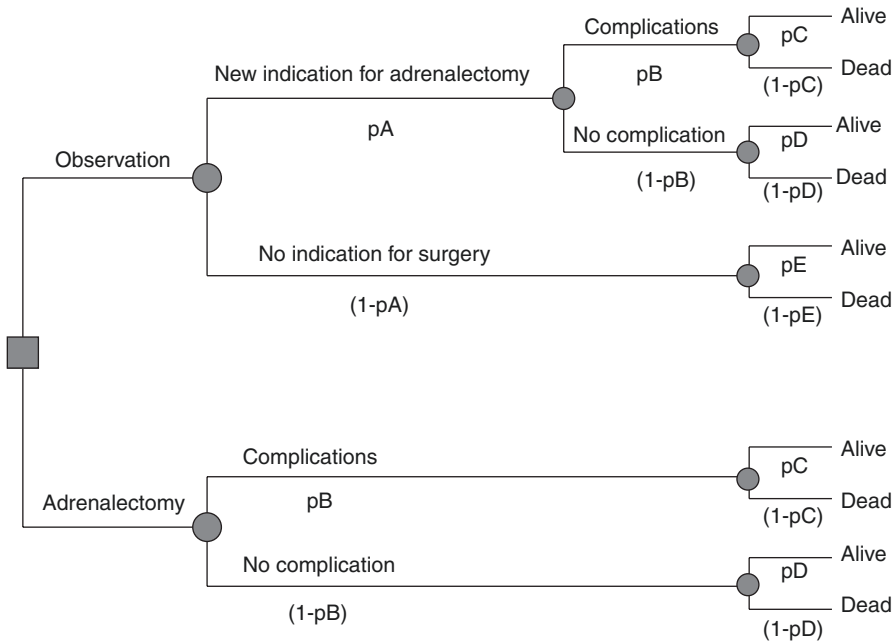 Complications
pC
Alive
(1-pC)
Dead
New indication for adrenalectomy
pA
pB
No complication
(1-pB)
pD
Alive
(1-pD)
Dead
Observation
No indication for surgery
(1-pA)
pE
Alive
(1-pE)
Dead
Adrenalectomy
Complications
pB
pC
Alive
(1-pC)
Dead
No complication
(1-pB)
pD
Alive
(1-pD)
Dead